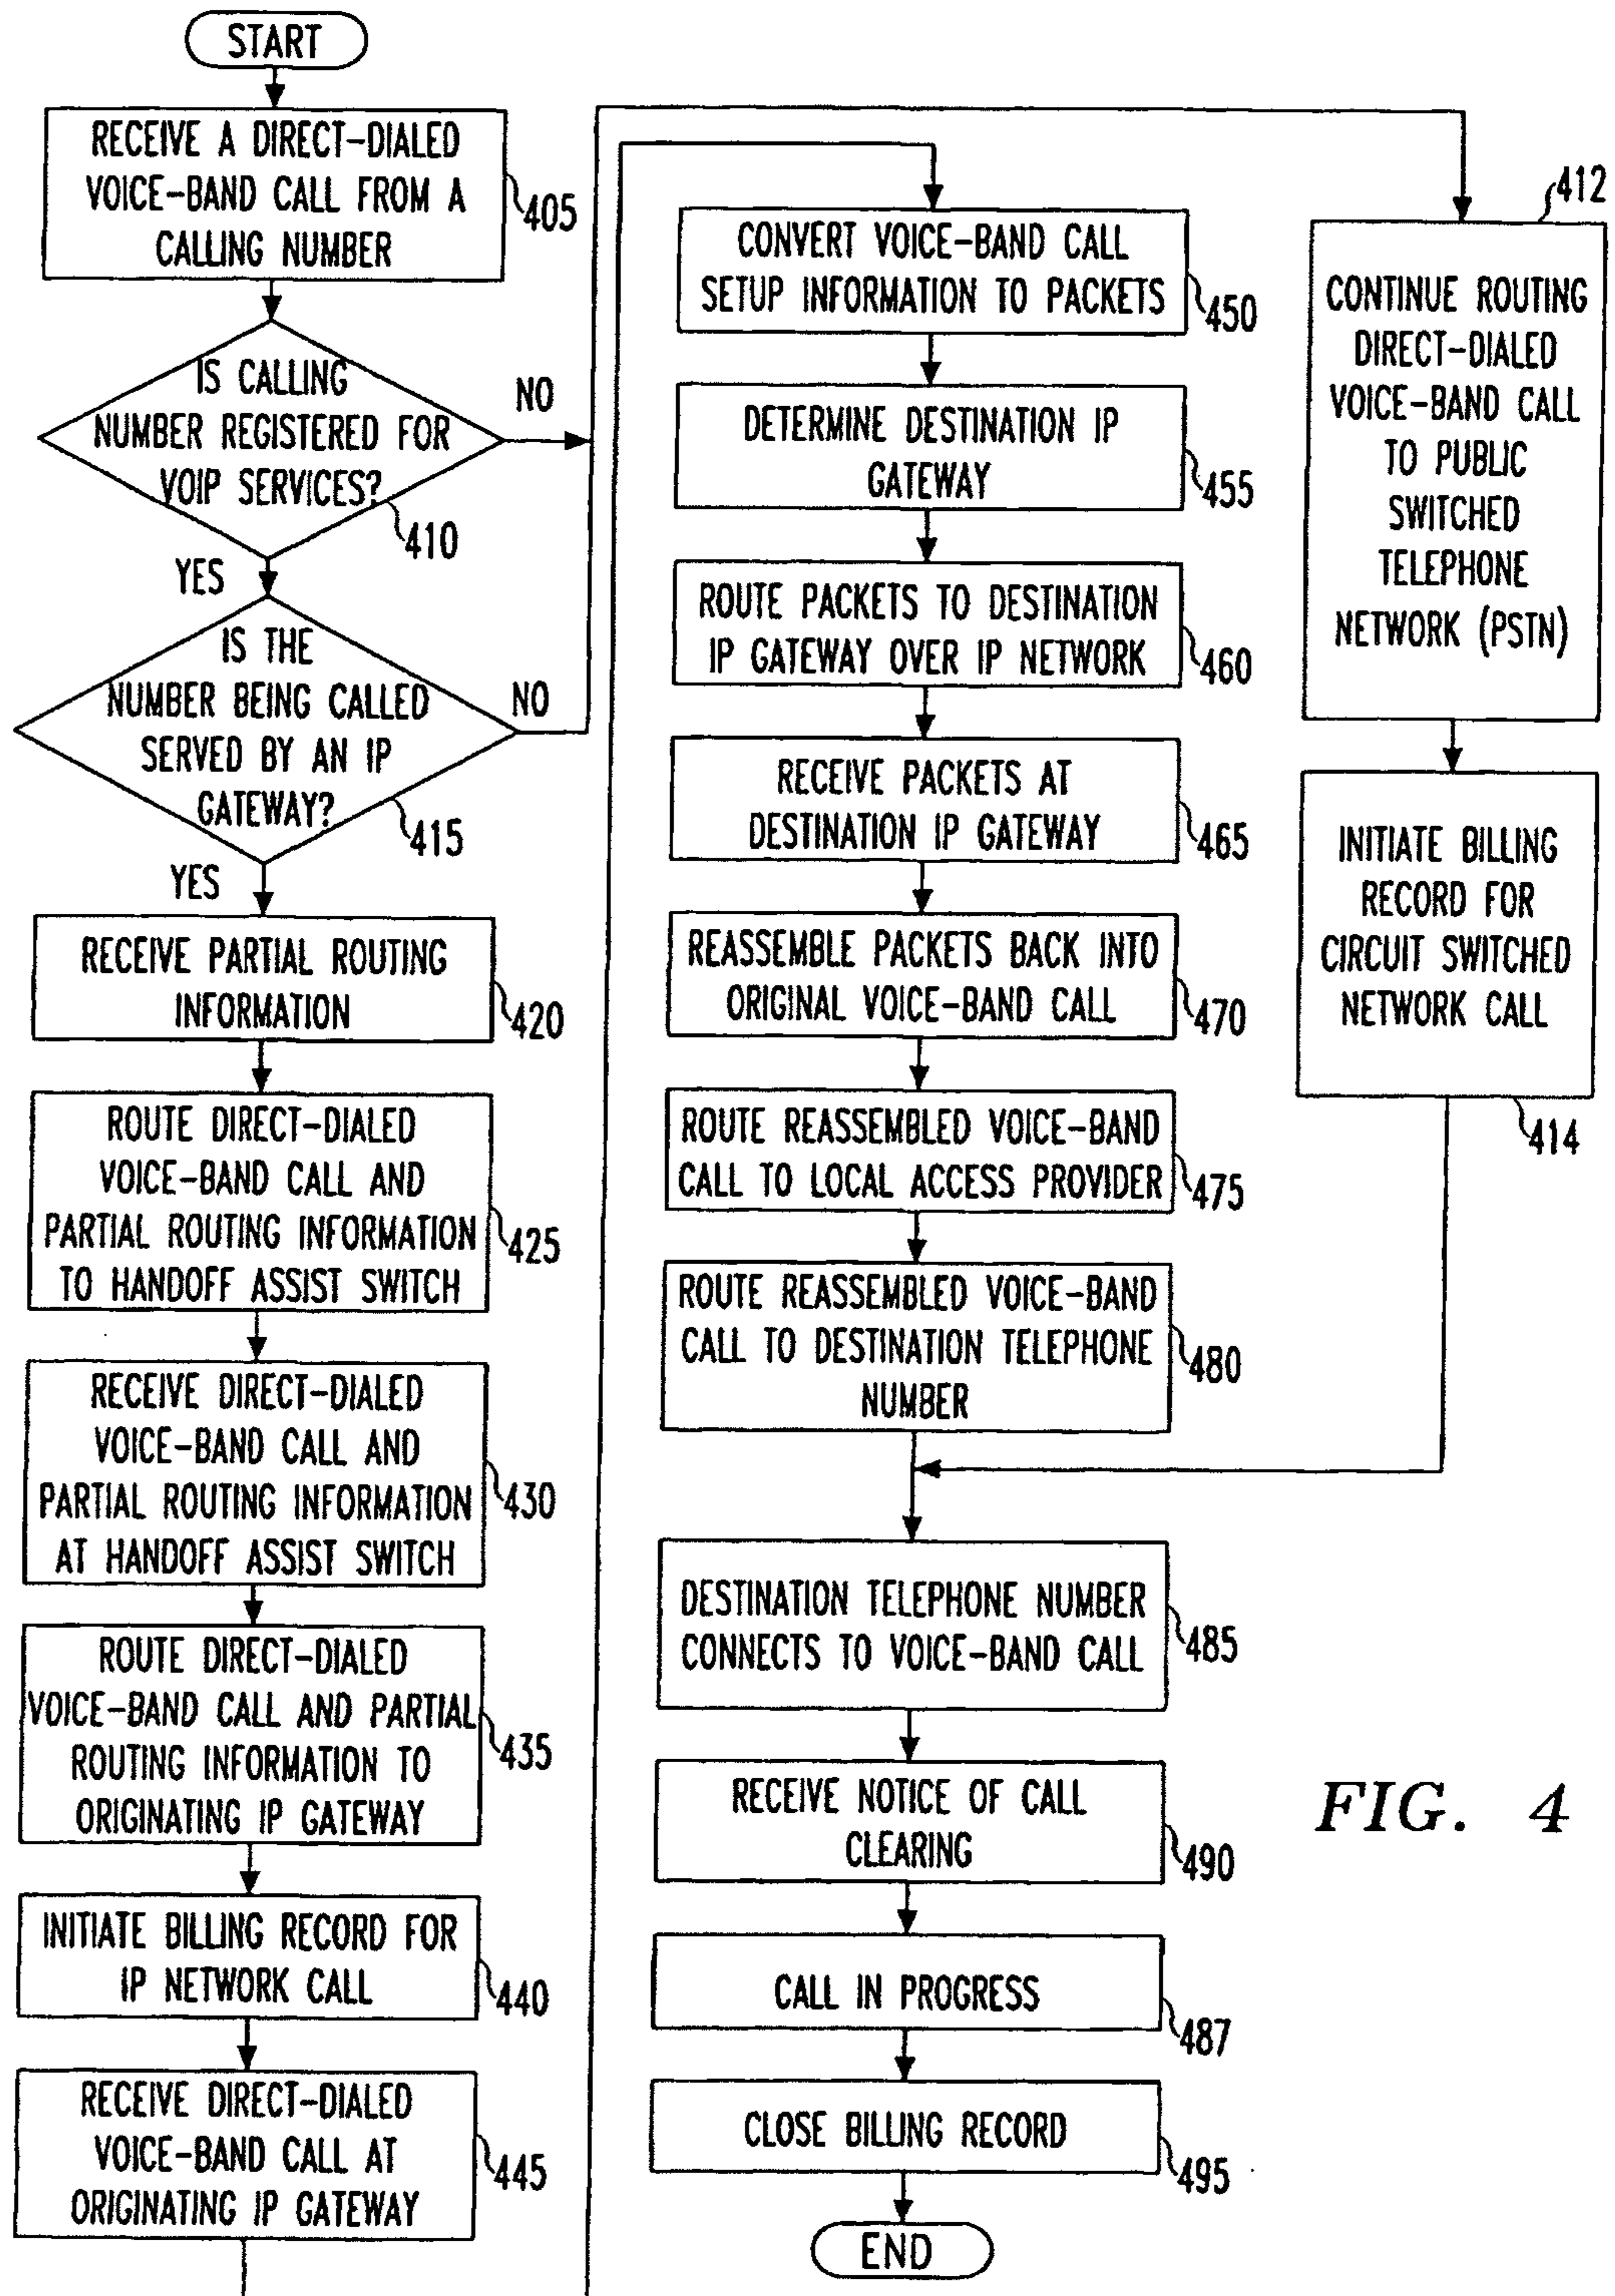 START
RECEIVE A DIRECT-DIALED
VOICE-BAND CALL FROM A
CALLING NUMBER
405
IS CALLING
NUMBER REGISTERED FOR
VOIP SERVICES?
410
NO
YES
IS THE
NUMBER BEING CALLED
SERVED BY AN IP
GATEWAY?
415
NO
YES
RECEIVE PARTIAL ROUTING
INFORMATION
420
ROUTE DIRECT-DIALED
VOICE-BAND CALL AND
PARTIAL ROUTING INFORMATION
TO HANDOFF ASSIST SWITCH
425
RECEIVE DIRECT-DIALED
VOICE-BAND CALL AND
PARTIAL ROUTING INFORMATION
AT HANDOFF ASSIST SWITCH
430
ROUTE DIRECT-DIALED
VOICE-BAND CALL AND PARTIAL
ROUTING INFORMATION TO
ORIGINATING IP GATEWAY
435
INITIATE BILLING RECORD FOR
IP NETWORK CALL
440
RECEIVE DIRECT-DIALED
VOICE-BAND CALL AT
ORIGINATING IP GATEWAY
445
CONVERT VOICE-BAND CALL
SETUP INFORMATION TO PACKETS
450
DETERMINE DESTINATION IP
GATEWAY
455
ROUTE PACKETS TO DESTINATION
IP GATEWAY OVER IP NETWORK
460
RECEIVE PACKETS AT
DESTINATION IP GATEWAY
465
REASSEMBLE PACKETS BACK INTO
ORIGINAL VOICE-BAND CALL
470
ROUTE REASSEMBLED VOICE-BAND
CALL TO LOCAL ACCESS PROVIDER
475
ROUTE REASSEMBLED VOICE-BAND
CALL TO DESTINATION TELEPHONE
NUMBER
480
DESTINATION TELEPHONE NUMBER
CONNECTS TO VOICE-BAND CALL
485
RECEIVE NOTICE OF CALL
CLEARING
490
CALL IN PROGRESS
487
CLOSE BILLING RECORD
495
END
412
CONTINUE ROUTING
DIRECT-DIALED
VOICE-BAND CALL
TO PUBLIC
SWITCHED
TELEPHONE
NETWORK (PSTN)
INITIATE BILLING
RECORD FOR
CIRCUIT SWITCHED
NETWORK CALL
414
FIG. 4